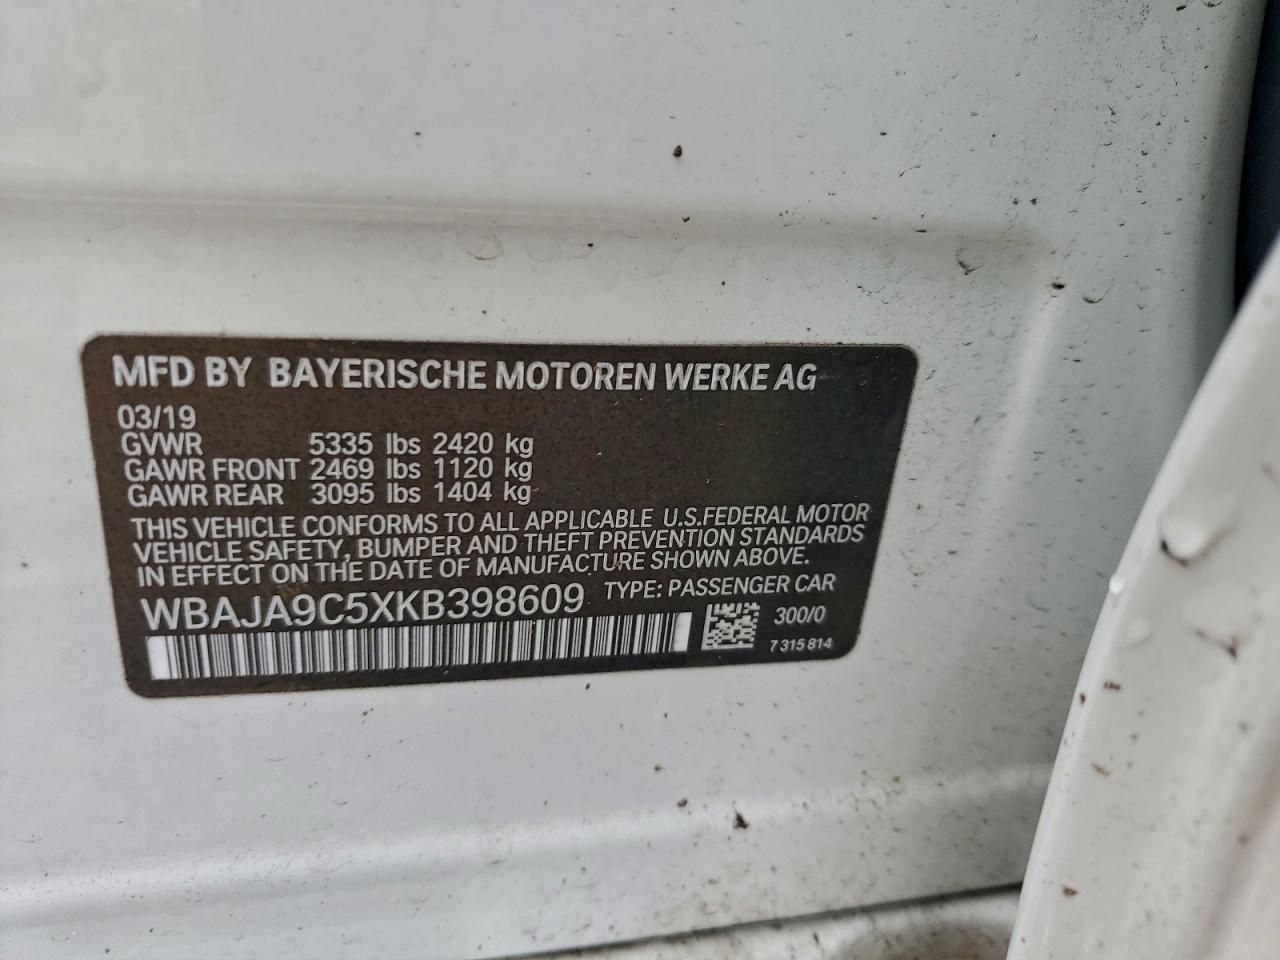 MFD BY BAYERISCHE MOTOREN WERKE AG
03/19
GVWR 5335 lbs 2420 kg
GAWR FRONT 2469 lbs 1120 kg
GAWR REAR 3095 lbs 1404 kg
THIS VEHICLE CONFORMS TO ALL APPLICABLE U.S.FEDERAL MOTOR
VEHICLE SAFETY, BUMPER AND THEFT PREVENTION STANDARDS
IN EFFECT ON THE DATE OF MANUFACTURE SHOWN ABOVE.
WBAJA9C5XKB398609 TYPE: PASSENGER CAR
300/0
7 315 814